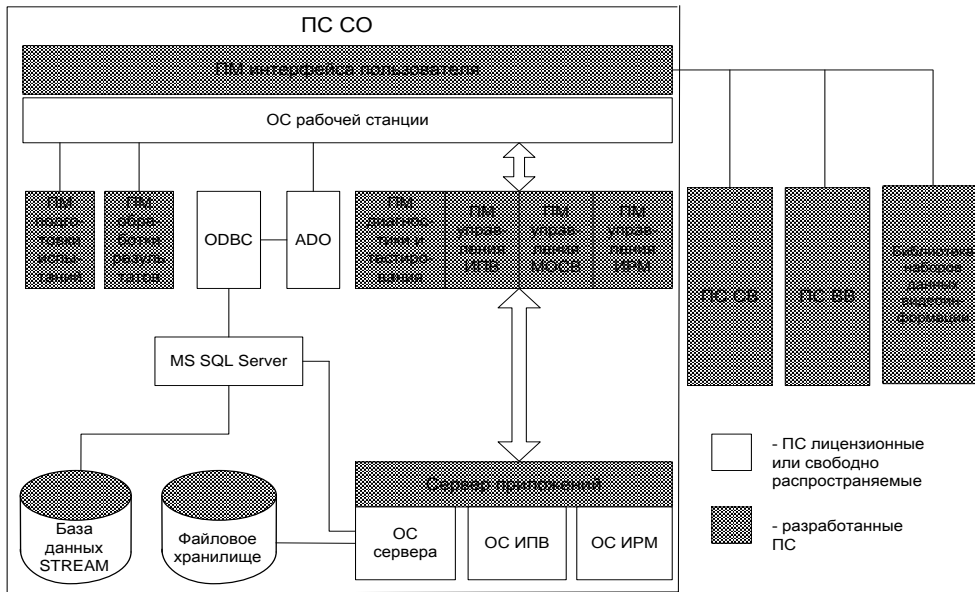 ПС СО
ПМ интерфейса пользователя
ОС рабочей станции
ПМ
подго-
товки
испы-
таний
ПМ
обра-
ботки
резуль-
татов
ODBC
ADO
ПМ
диагнос-
тики и
тестиро-
вания
ПМ
управ-
ления
ИПВ
ПМ
управ-
ления
МОСВ
ПМ
управ-
ления
ИРМ
ПС СВ
ПС ВВ
Библиотека
наборов
данных
видеоин-
формации
MS SQL Server
База
данных
STREAM
Файловое
хранилище
Сервер приложений
ОС
сервера
ОС ИПВ
ОС ИРМ
- ПС лицензионные
или свободно
распространяемые
- разработанные
ПС